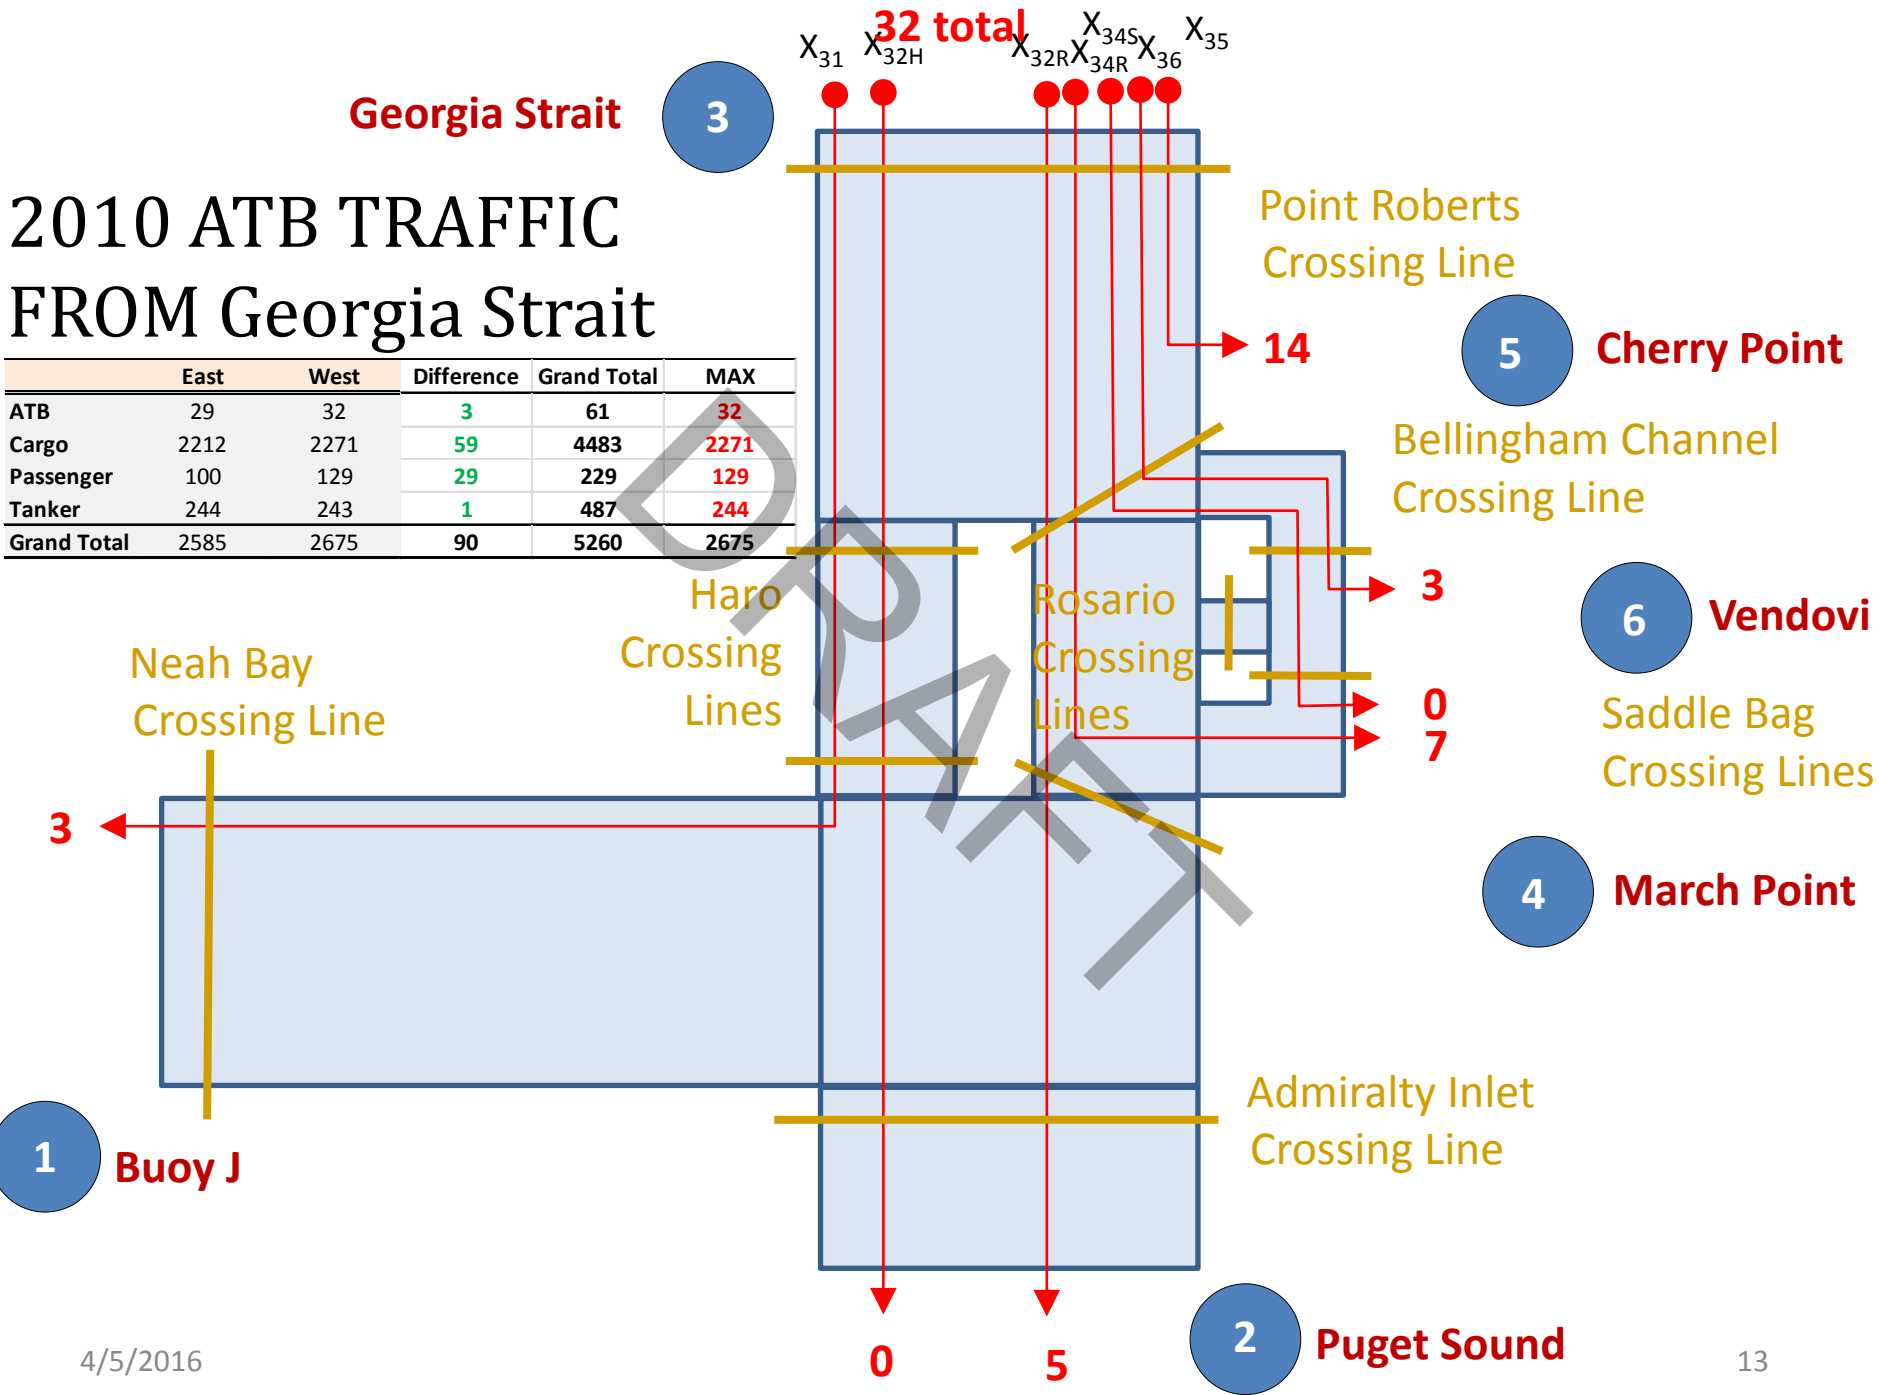 32 total
X31 X32H X32R X34R X34S X36 X35
Georgia Strait
3
2010 ATB TRAFFIC
FROM Georgia Strait
Point Roberts
Crossing Line
14
5
Cherry Point
East West Difference Grand Total MAX
ATB 29 32 3 61 32
Cargo 2212 2271 59 4483 2271
Passenger 100 129 29 229 129
Tanker 244 243 1 487 244
Grand Total 2585 2675 90 5260 2675
Bellingham Channel
Crossing Line
Haro
Crossing
Lines
Rosario
Crossing
Lines
3
6
Vendovi
Neah Bay
Crossing Line
0
7
Saddle Bag
Crossing Lines
3
4
March Point
DRAFT
Admiralty Inlet
Crossing Line
1
Buoy J
2
Puget Sound
0
5
4/5/2016
13